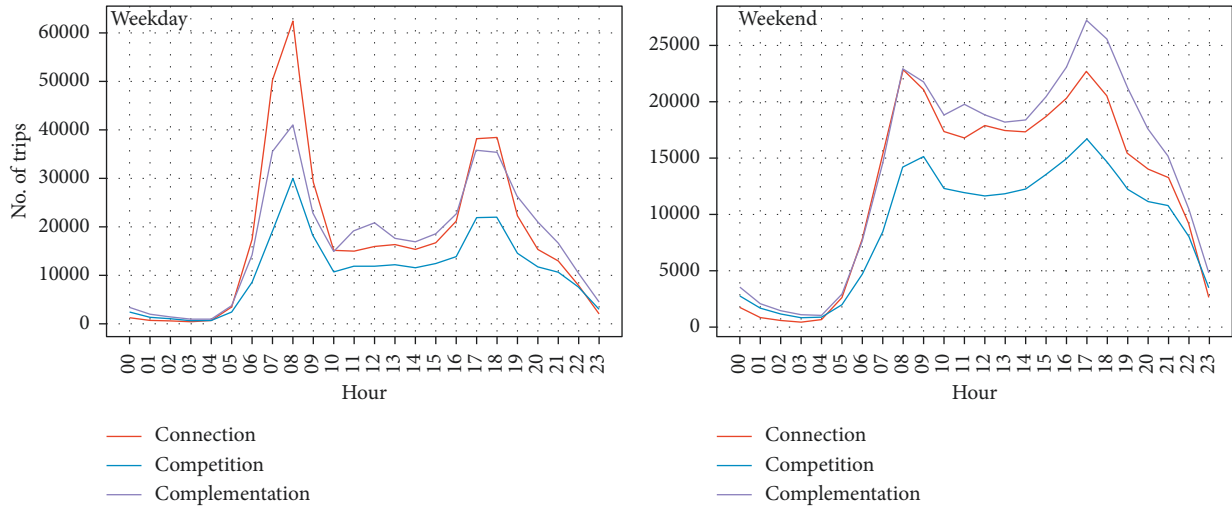 Weekday
60000
50000
40000
30000
20000
10000
0
No. of trips
00 01 02 03 04 05 06 07 08 09 10 11 12 13 14 15 16 17 18 19 20 21 22 23
Hour
Connection
Competition
Complementation
Weekend
25000
20000
15000
10000
5000
0
00 01 02 03 04 05 06 07 08 09 10 11 12 13 14 15 16 17 18 19 20 21 22 23
Hour
Connection
Competition
Complementation